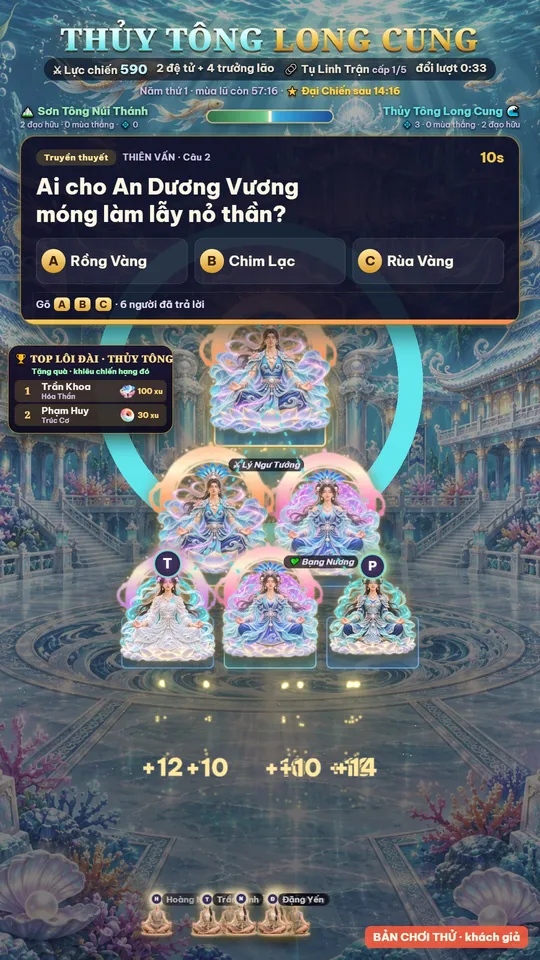 THỦY TÔNG LONG CUNG
Lực chiến 590 2 đệ tử + 4 trưởng lão Tụ Linh Trận cấp 1/5 đổi lượt 0:33
Năm thứ 1 · mùa lũ còn 57:16 · Đại Chiến sau 14:16
Sơn Tông Núi Thánh
Thủy Tông Long Cung
2 đạo hữu · 0 mùa thắng · 0
3 · 0 mùa thắng · 2 đạo hữu
Truyền thuyết THIÊN VẤN · Câu 2 10s
Ai cho An Dương Vương
móng làm lẫy nỏ thần?
A Rồng Vàng B Chim Lạc C Rùa Vàng
Gõ A B C · 6 người đã trả lời
TOP LÔI ĐÀI · THỦY TÔNG
Tặng quà · khiêu chiến hạng đó
1 Trần Khoa 100 xu
Hóa Thần
2 Phạm Huy 30 xu
Trúc Cơ
Lý Ngư Tướng
Bạng Nương
T
P
+12 +10
H Hoàng T N Đ Đặng Yến
BẢN CHƠI THỬ · khách giả